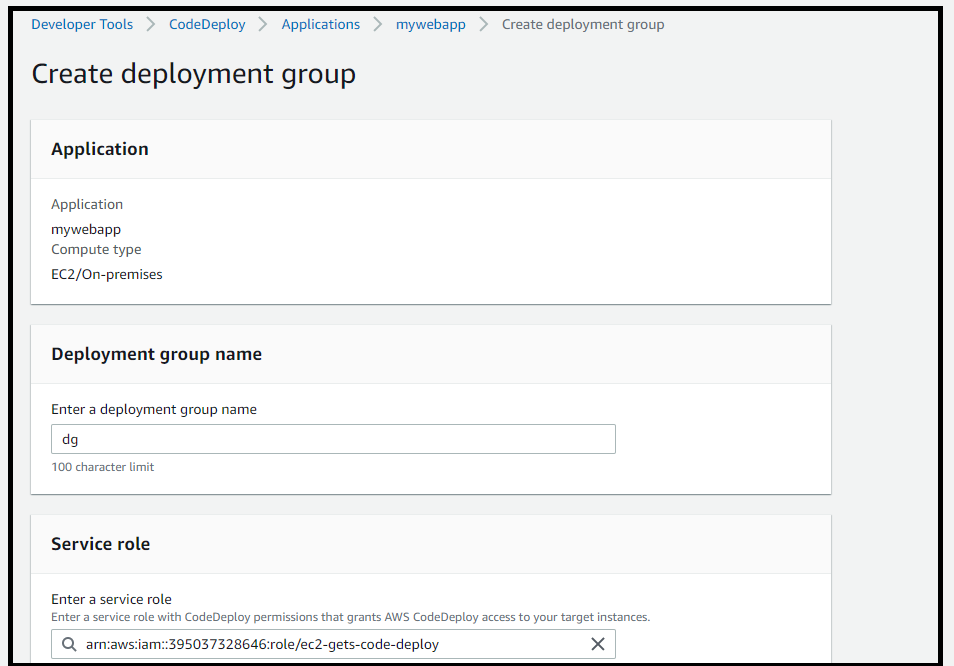 Developer Tools > CodeDeploy > Applications > mywebapp > Create deployment group
Create deployment group
Application
Application
mywebapp
Compute type
EC2/On-premises
Deployment group name
Enter a deployment group name
dg
100 character limit
Service role
Enter a service role
Enter a service role with CodeDeploy permissions that grants AWS CodeDeploy access to your target instances.
arn:aws:iam::395037328646:role/ec2-gets-code-deploy